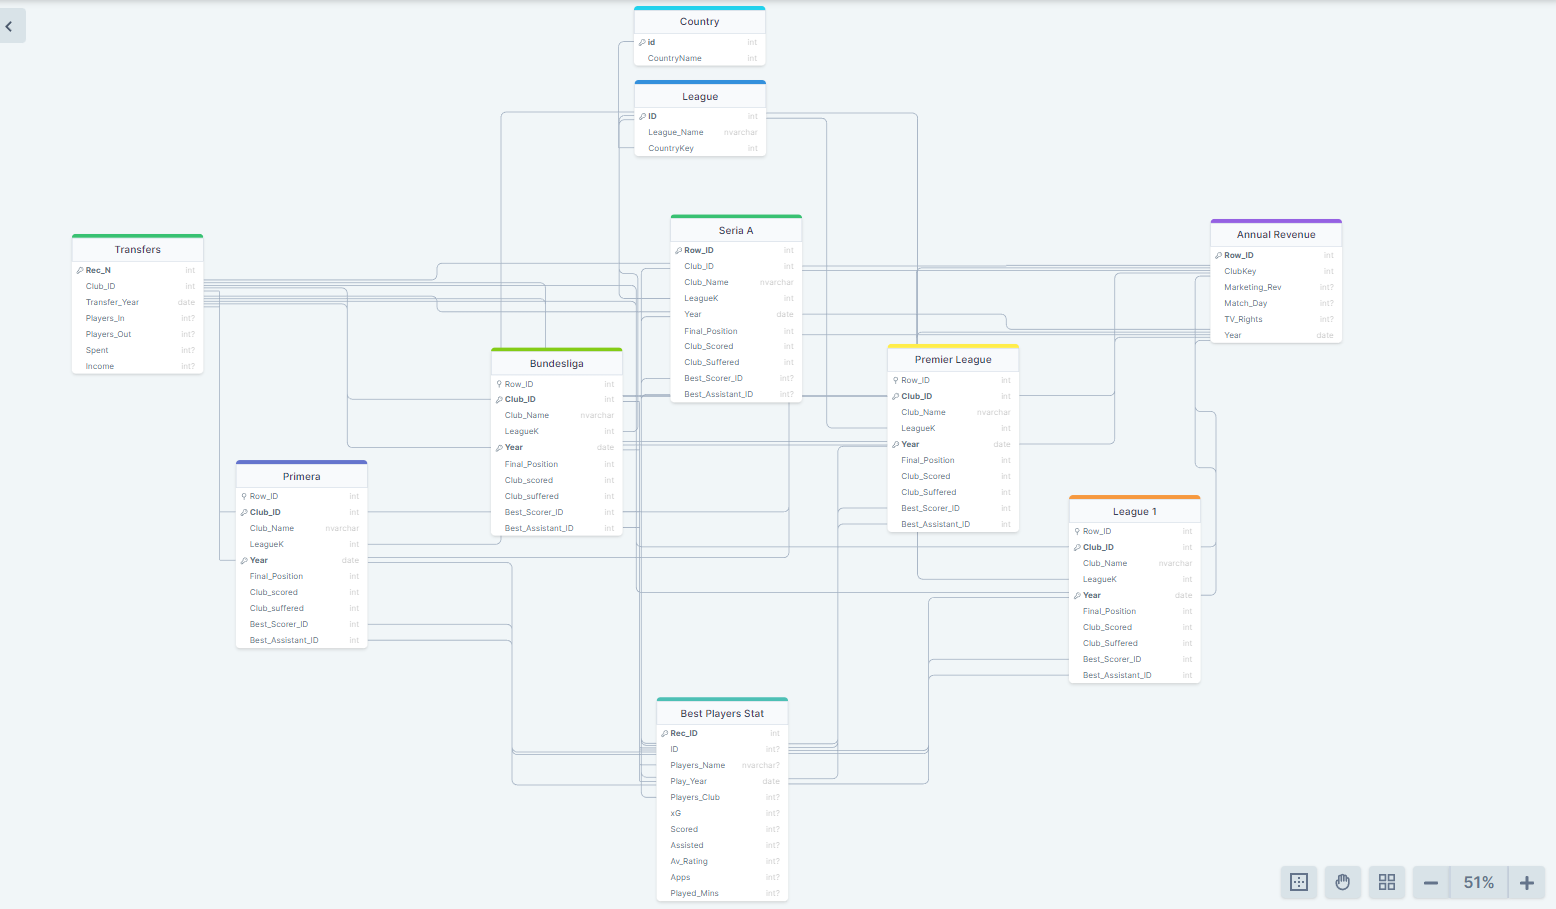 Country
id int
CountryName int
League
ID int
League_Name nvarchar
CountryKey int
Transfers
Rec_N int
Club_ID int
Transfer_Year date
Players_In int?
Players_Out int?
Spent int?
Income int?
Seria A
Row_ID int
Club_ID int
Club_Name nvarchar
LeagueK int
Year date
Final_Position int
Club_Scored int
Club_Suffered int
Best_Scorer_ID int?
Best_Assistant_ID int?
Annual Revenue
Row_ID int
ClubKey int
Marketing_Rev int?
Match_Day int?
TV_Rights int?
Year date
Bundesliga
Row_ID int
Club_ID int
Club_Name nvarchar
LeagueK int
Year date
Final_Position int
Club_scored int
Club_suffered int
Best_Scorer_ID int
Best_Assistant_ID int
Premier League
Row_ID int
Club_ID int
Club_Name nvarchar
LeagueK int
Year date
Final_Position int
Club_Scored int
Club_Suffered int
Best_Scorer_ID int
Best_Assistant_ID int
Primera
Row_ID int
Club_ID int
Club_Name nvarchar
LeagueK int
Year date
Final_Position int
Club_scored int
Club_suffered int
Best_Scorer_ID int
Best_Assistant_ID int
League 1
Row_ID int
Club_ID int
Club_Name nvarchar
LeagueK int
Year date
Final_Position int
Club_Scored int
Club_Suffered int
Best_Scorer_ID int
Best_Assistant_ID int
Best Players Stat
Rec_ID int
ID int?
Players_Name nvarchar?
Play_Year date
Players_Club int?
xG int?
Scored int?
Assisted int?
Av_Rating int?
Apps int?
Played_Mins int?
51%